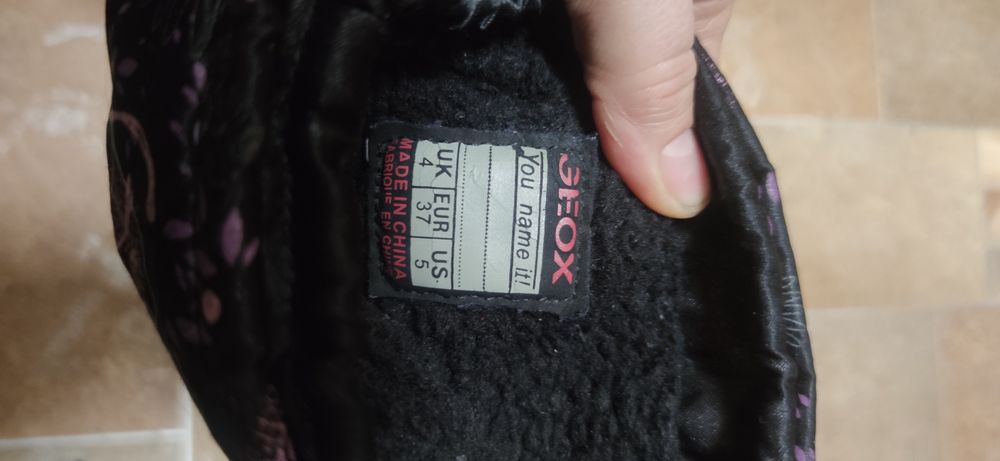 GEOX
You name it!
UK EUR US
4 37 5
MADE IN CHINA
FABRIQUE EN CHINE